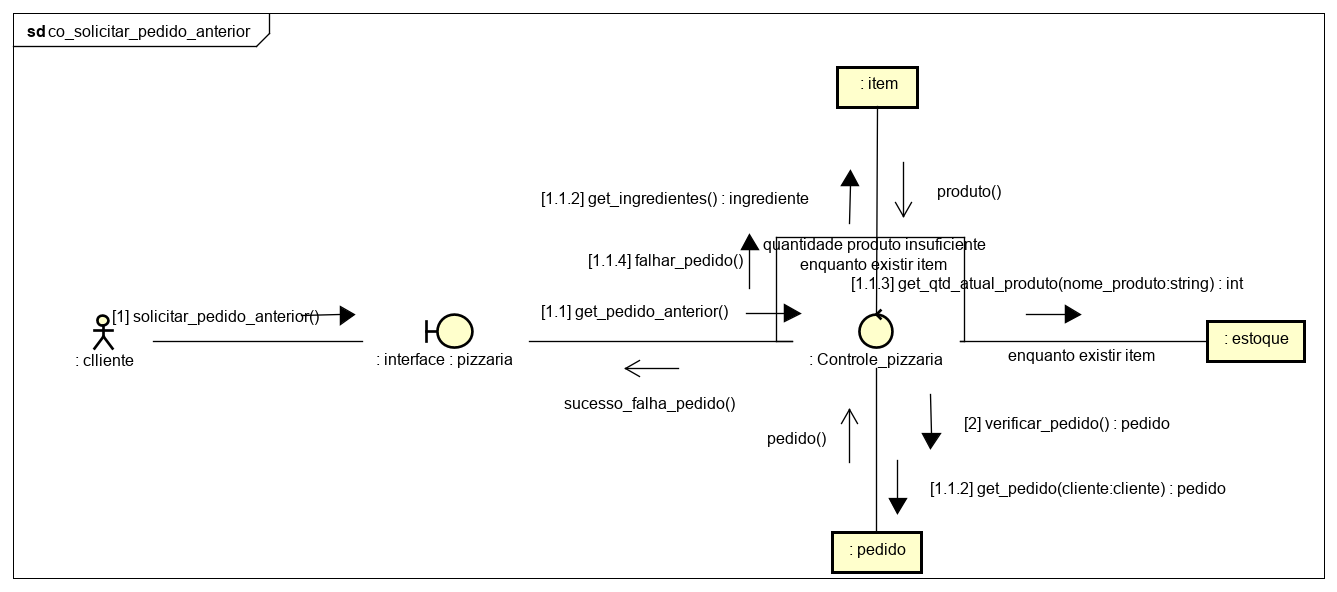 sd co_solicitar_pedido_anterior
: item
[1.1.2] get_ingredientes() : ingrediente
produto()
quantidade produto insuficiente
[1.1.4] falhar_pedido()
enquanto existir item
[1.1.3] get_qtd_atual_produto(nome_produto:string) : int
[1] solicitar_pedido_anterior()
[1.1] get_pedido_anterior()
: clliente
: interface : pizzaria
: Controle_pizzaria
: estoque
enquanto existir item
sucesso_falha_pedido()
pedido()
[2] verificar_pedido() : pedido
[1.1.2] get_pedido(cliente:cliente) : pedido
: pedido